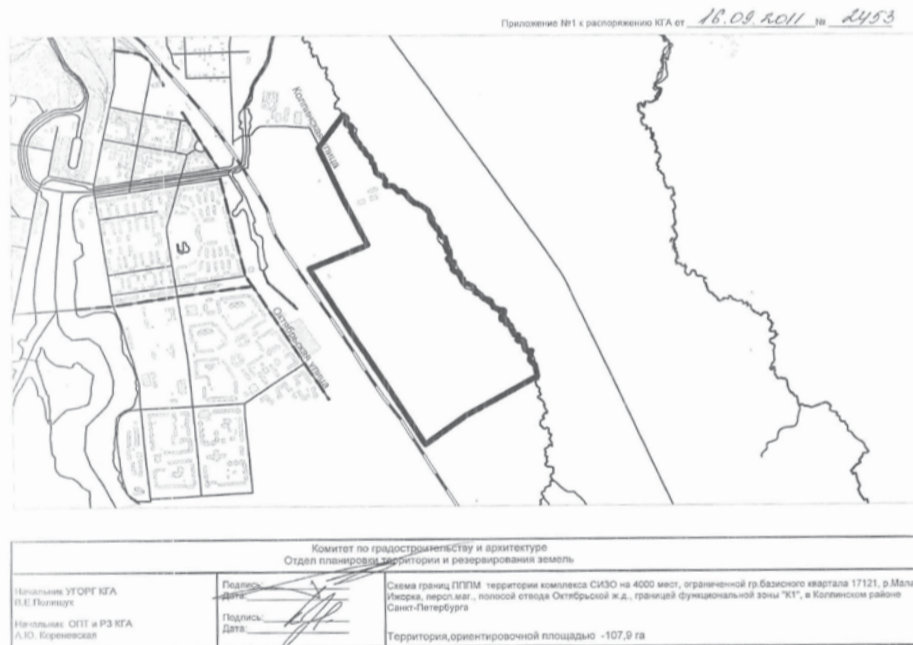 Приложение №1 к распоряжению КГА от 16.09.2011 № 2453
Колпинская улица
Октябрьская улица
Комитет по градостроительству и архитектуре
Отдел планировки территории и резервирования земель
Начальник УГОРГ КГА
В.Е.Полищук
Подпись:
Дата:
Начальник ОПТ и РЗ КГА
А.Ю. Кореневская
Подпись:
Дата:
Схема границ ПППМ территории комплекса СИЗО на 4000 мест, ограниченной гр.базисного квартала 17121, р.Мала
Ижорка, персп.маг., полосой отвода Октябрьской ж.д., границей функциональной зоны "К1", в Колпинском районе
Санкт-Петербурга
Территория,ориентировочной площадью -107,9 га